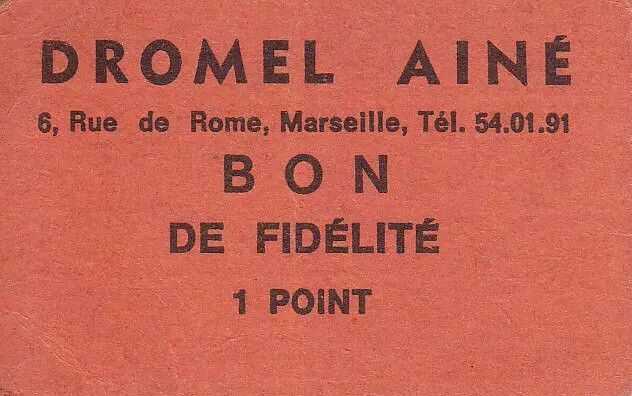 DROMEL AINÉ
6, Rue de Rome, Marseille, Tél. 54.01.91
BON
DE FIDÉLITÉ
1 POINT